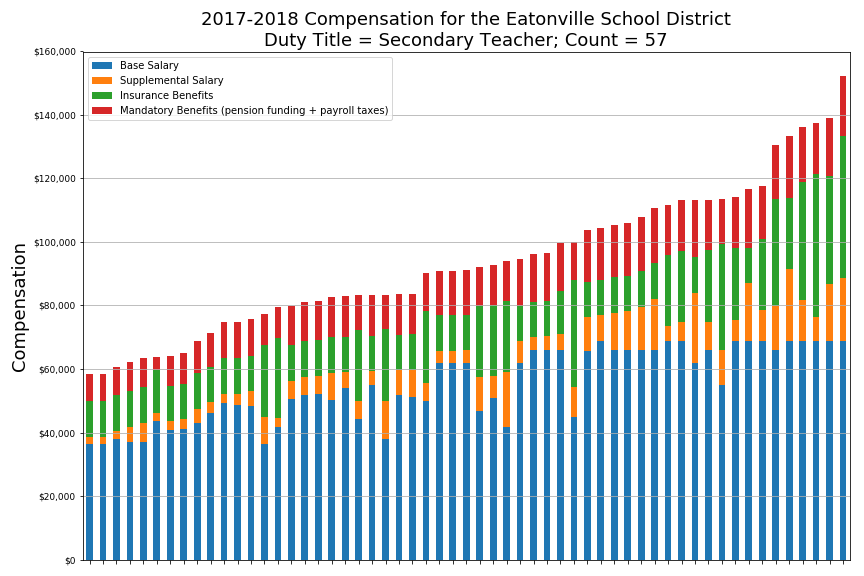 2017-2018 Compensation for the Eatonville School District
Duty Title = Secondary Teacher; Count = 57
Compensation
$160,000
$140,000
$120,000
$100,000
$80,000
$60,000
$40,000
$20,000
$0
Base Salary
Supplemental Salary
Insurance Benefits
Mandatory Benefits (pension funding + payroll taxes)